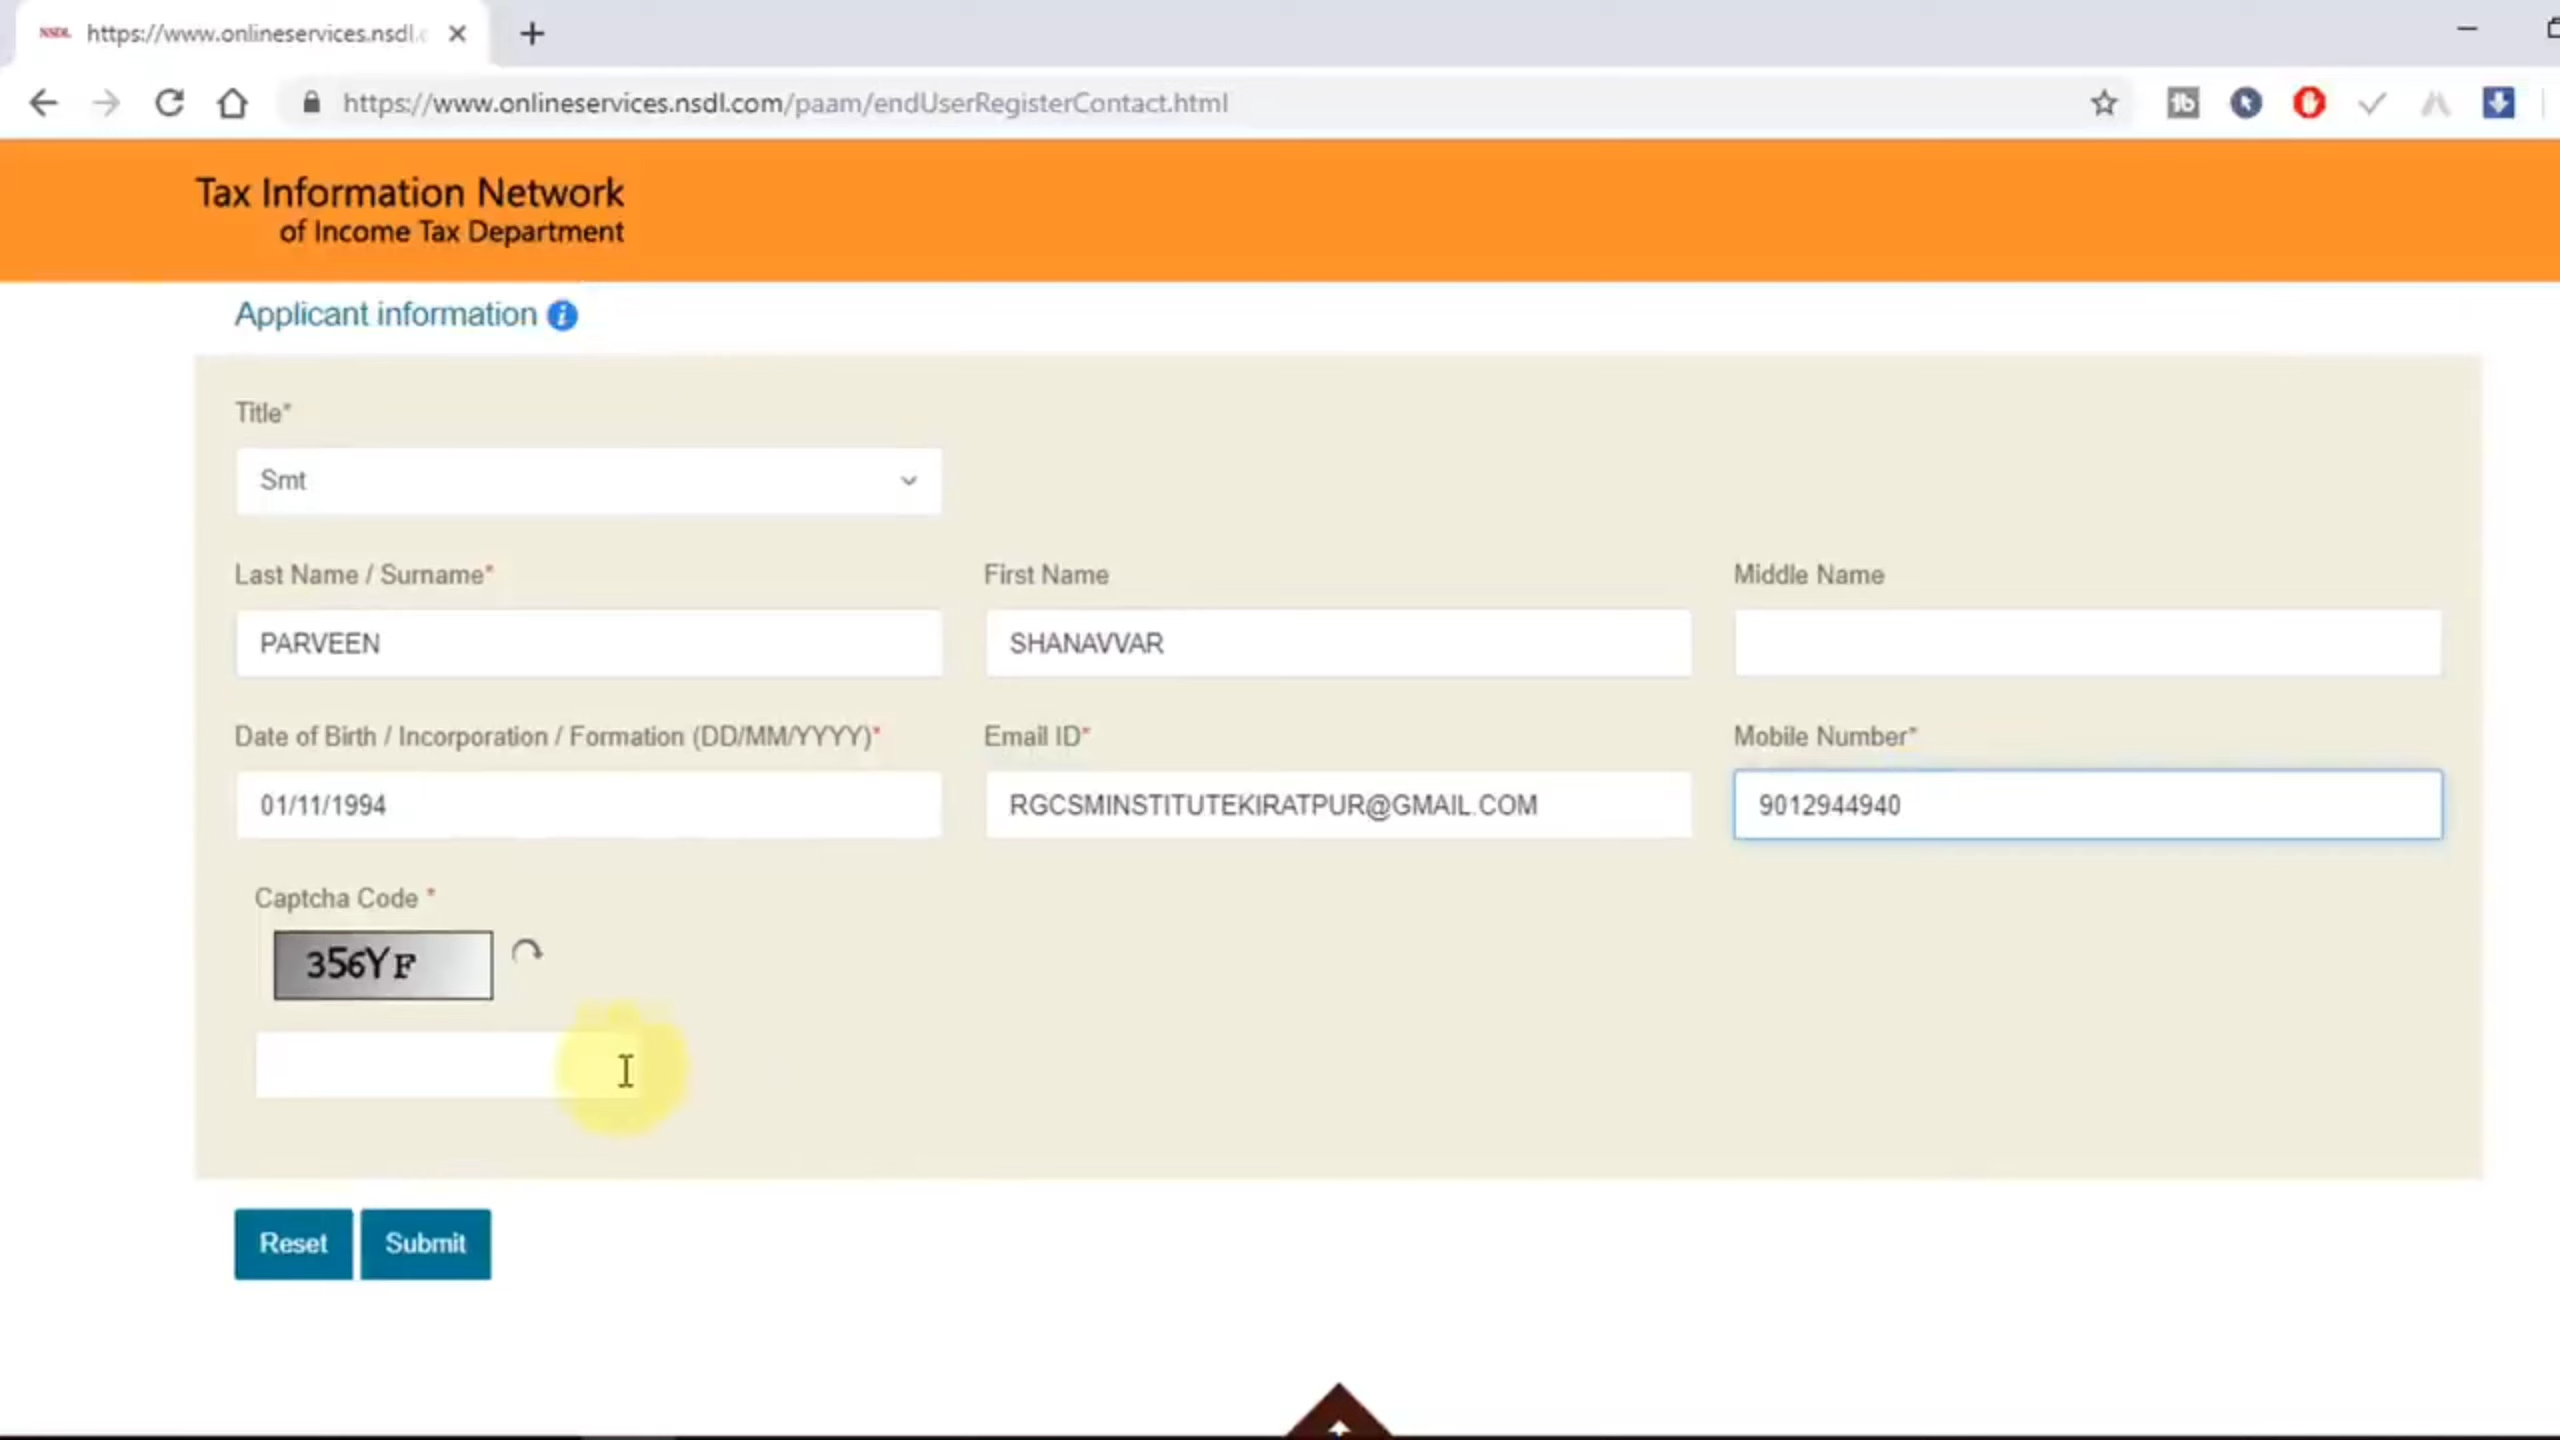 NSDL https://www.onlineservices.nsdl.c
https://www.onlineservices.nsdl.com/paam/endUserRegisterContact.html
Tax Information Network
of Income Tax Department
Applicant information i
Title*
Smt
Last Name / Surname*
First Name
Middle Name
PARVEEN
SHANAVVAR
Date of Birth / Incorporation / Formation (DD/MM/YYYY)*
Email ID*
Mobile Number*
01/11/1994
RGCSMINSTITUTEKIRATPUR@GMAIL.COM
9012944940
Captcha Code *
356YF
Reset
Submit